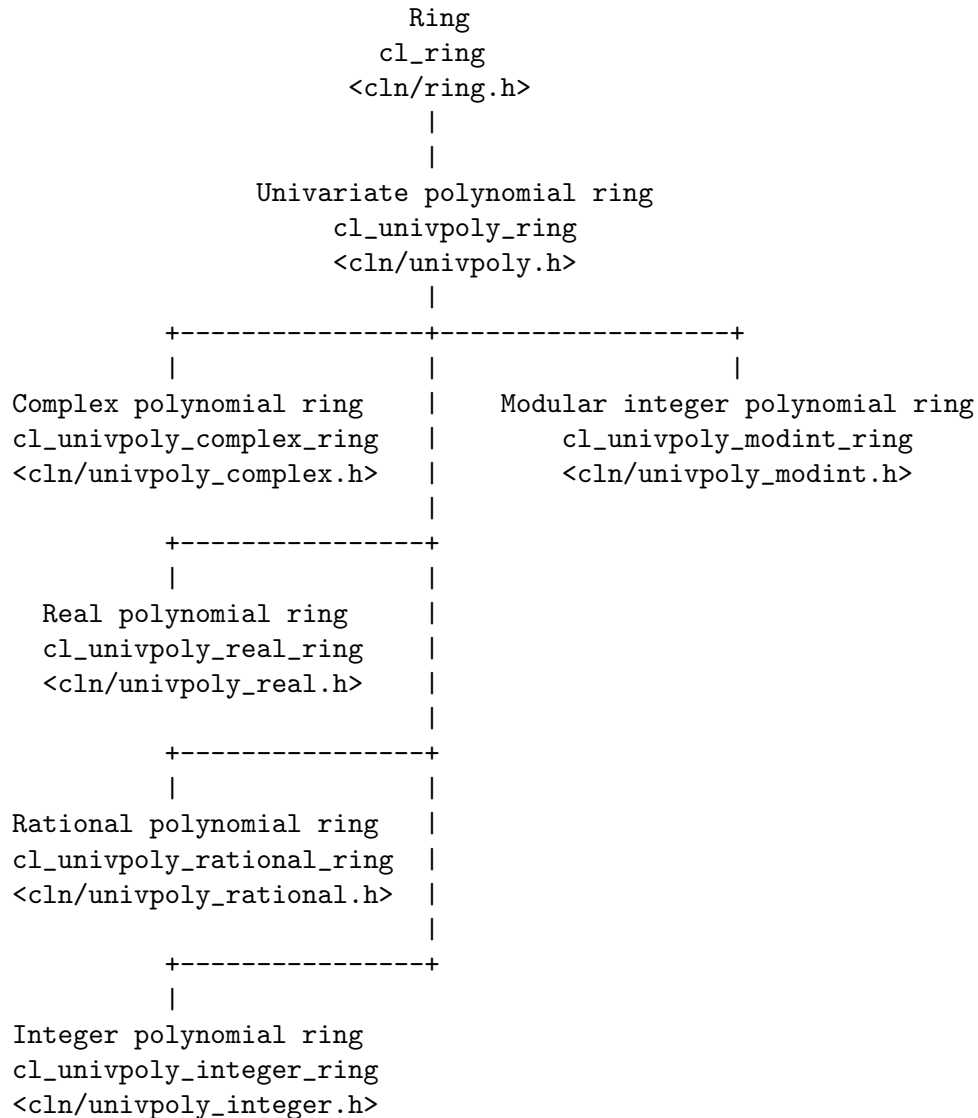 Ring
cl_ring
<cln/ring.h>
|
|
Univariate polynomial ring
cl_univpoly_ring
<cln/univpoly.h>
|
+----------------+-------------------+
| | |
Complex polynomial ring | Modular integer polynomial ring
cl_univpoly_complex_ring | cl_univpoly_modint_ring
<cln/univpoly_complex.h> | <cln/univpoly_modint.h>
|
+----------------+
| |
Real polynomial ring |
cl_univpoly_real_ring |
<cln/univpoly_real.h> |
|
+----------------+
| |
Rational polynomial ring |
cl_univpoly_rational_ring |
<cln/univpoly_rational.h> |
|
+----------------+
|
Integer polynomial ring
cl_univpoly_integer_ring
<cln/univpoly_integer.h>